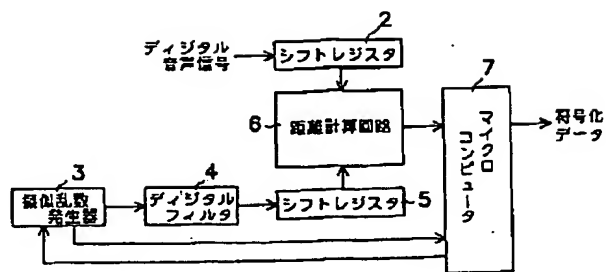 2
ディジタル
音声信号
シフトレジスタ
7
6
距離計算回路
マイクロコンピュータ
符号化
データ
3
疑似乱数
発生器
4
ディジタル
フィルタ
シフトレジスタ
5